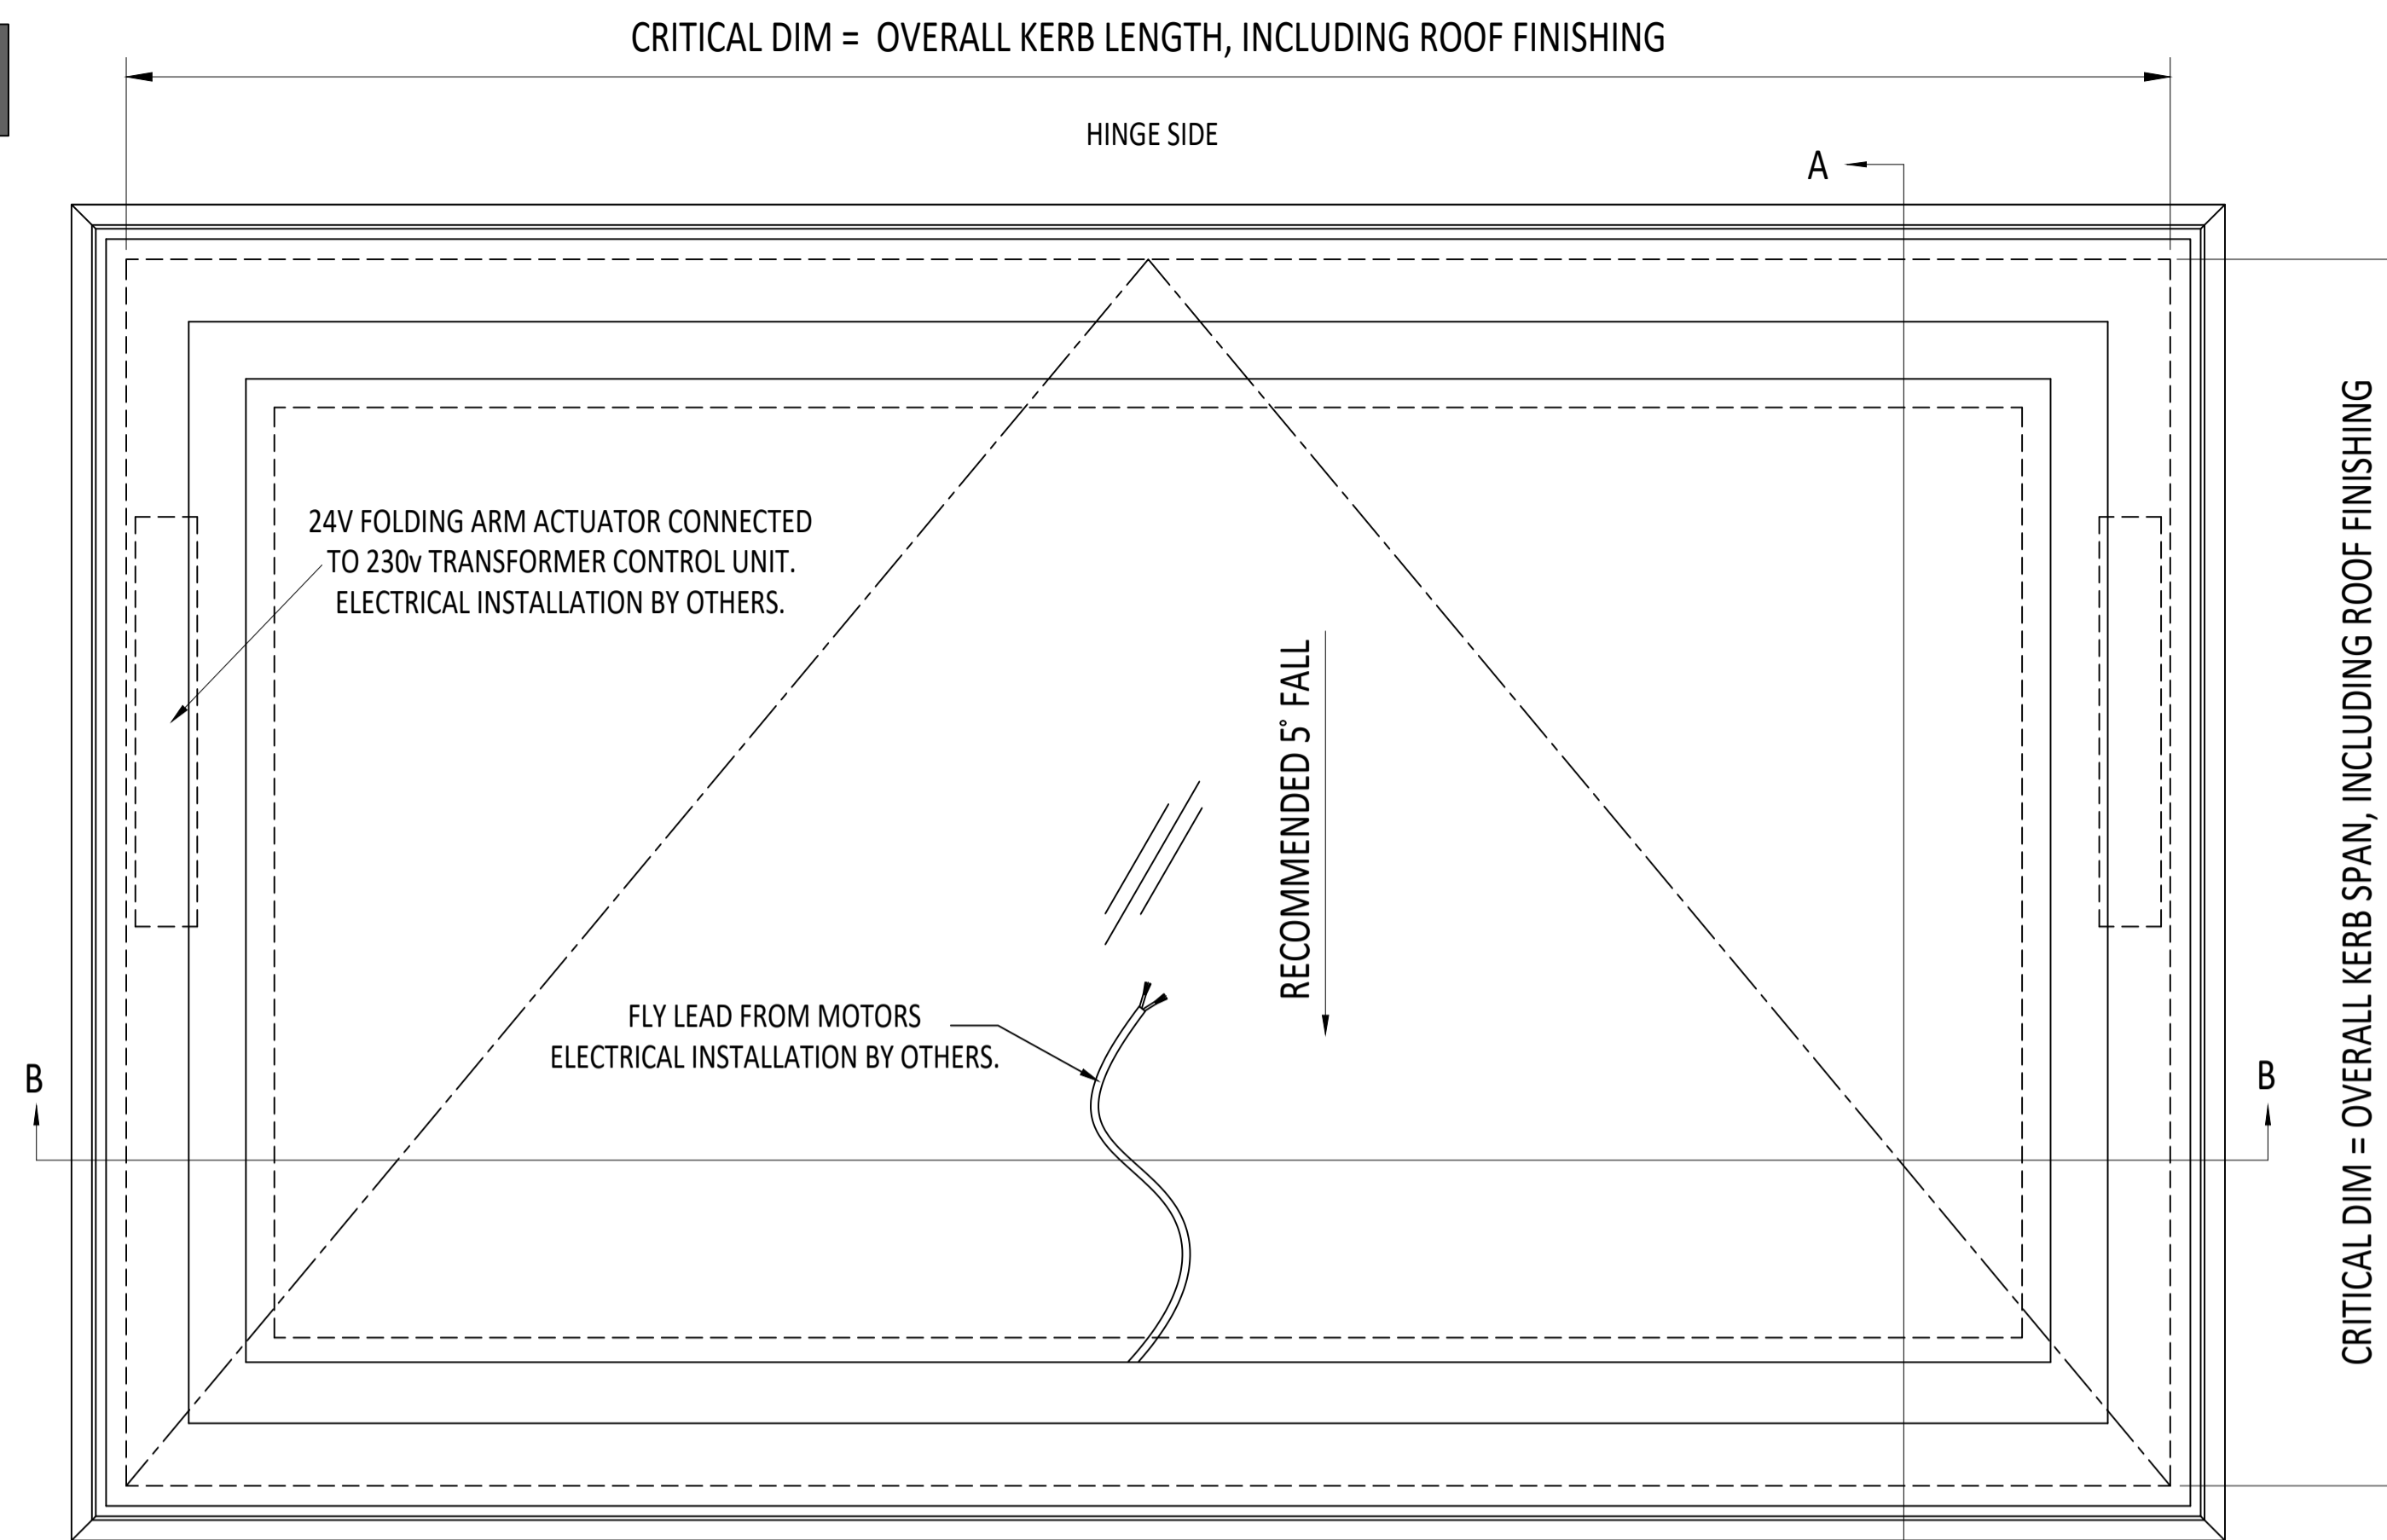 CRITICAL DIM = OVERALL KERB LENGTH, INCLUDING ROOF FINISHING
HINGE SIDE
A
24V FOLDING ARM ACTUATOR CONNECTED
TO 230v TRANSFORMER CONTROL UNIT.
ELECTRICAL INSTALLATION BY OTHERS.
RECOMMENDED 5° FALL
CRITICAL DIM = OVERALL KERB SPAN, INCLUDING ROOF FINISHING
FLY LEAD FROM MOTORS
ELECTRICAL INSTALLATION BY OTHERS.
B
B